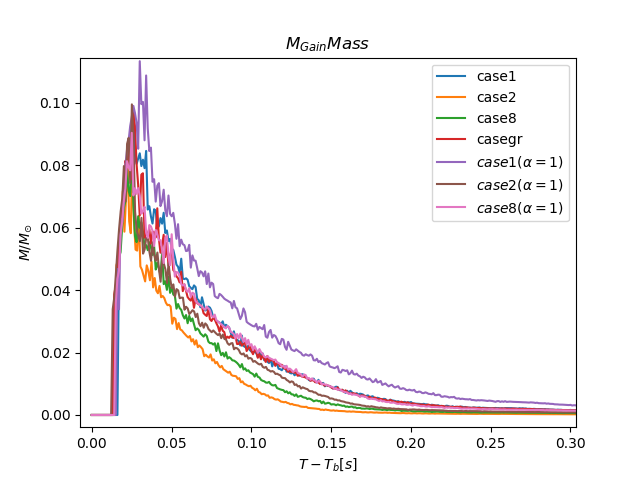 M_{Gain}Mass
case1
case2
case8
casegr
case1(α = 1)
case2(α = 1)
case8(α = 1)
M/M_⊙
0.10
0.08
0.06
0.04
0.02
0.00
0.00 0.05 0.10 0.15 0.20 0.25 0.30
T − T_b[s]